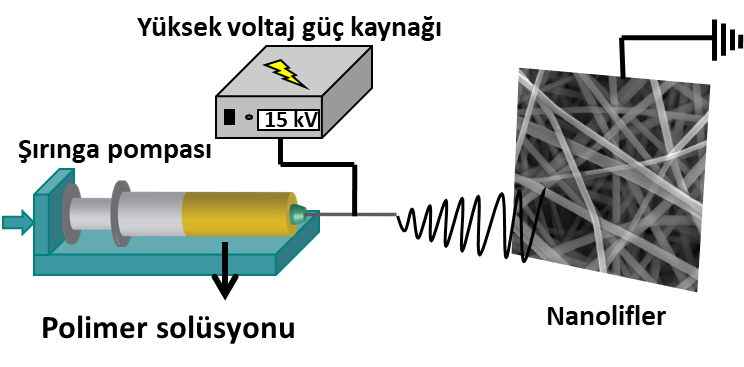 Yüksek voltaj güç kaynağı
15 kV
Şırınga pompası
Polimer solüsyonu
Nanolifler